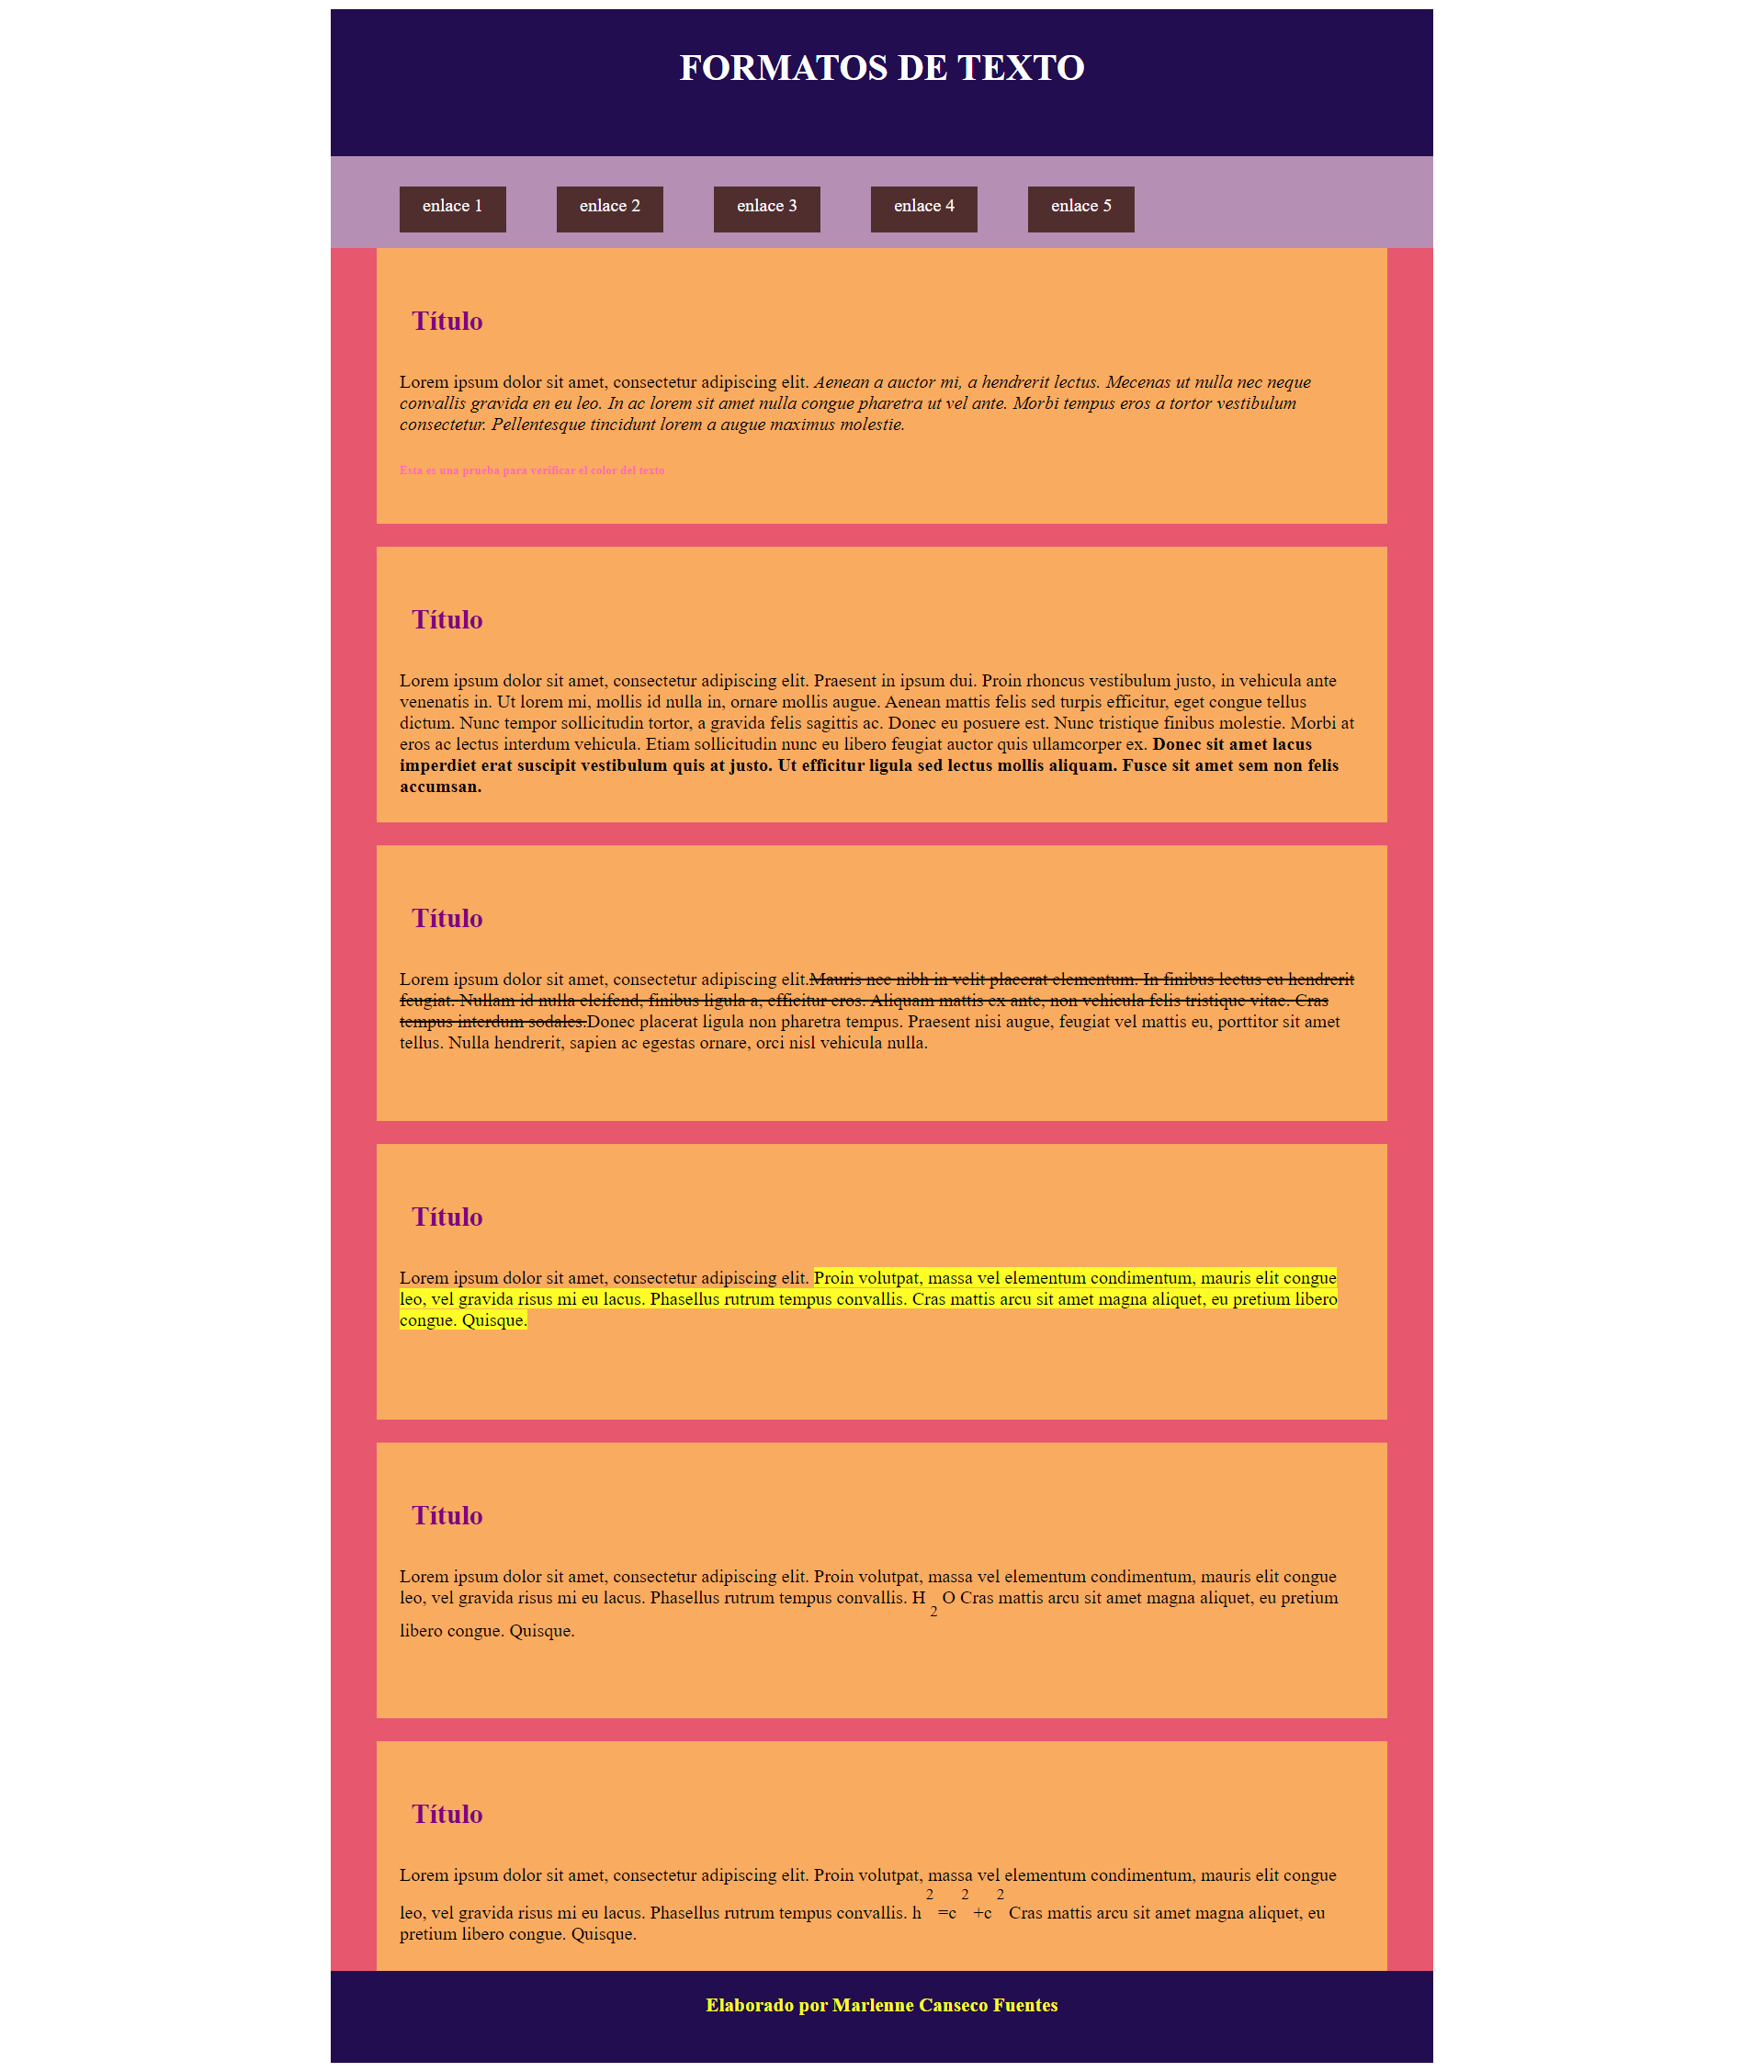 FORMATOS DE TEXTO
enlace 1
enlace 2
enlace 3
enlace 4
enlace 5
Título
Lorem ipsum dolor sit amet, consectetur adipiscing elit. Aenean a auctor mi, a hendrerit lectus. Mecenas ut nulla nec neque
convallis gravida en eu leo. In ac lorem sit amet nulla congue pharetra ut vel ante. Morbi tempus eros a tortor vestibulum
consectetur. Pellentesque tincidunt lorem a augue maximus molestie.
Esta es una prueba para verificar el color del texto
Título
Lorem ipsum dolor sit amet, consectetur adipiscing elit. Praesent in ipsum dui. Proin rhoncus vestibulum justo, in vehicula ante
venenatis in. Ut lorem mi, mollis id nulla in, ornare mollis augue. Aenean mattis felis sed turpis efficitur, eget congue tellus
dictum. Nunc tempor sollicitudin tortor, a gravida felis sagittis ac. Donec eu posuere est. Nunc tristique finibus molestie. Morbi at
eros ac lectus interdum vehicula. Etiam sollicitudin nunc eu libero feugiat auctor quis ullamcorper ex. Donec sit amet lacus
imperdiet erat suscipit vestibulum quis at justo. Ut efficitur ligula sed lectus mollis aliquam. Fusce sit amet sem non felis
accumsan.
Título
Lorem ipsum dolor sit amet, consectetur adipiscing elit.Mauris nec nibh in velit placerat elementum. In finibus lectus eu hendrerit
feugiat. Nullam id nulla eleifend, finibus ligula a, efficitur eros. Aliquam mattis ex ante, non vehicula felis tristique vitae. Cras
tempus interdum sodales.Donec placerat ligula non pharetra tempus. Praesent nisi augue, feugiat vel mattis eu, porttitor sit amet
tellus. Nulla hendrerit, sapien ac egestas ornare, orci nisl vehicula nulla.
Título
Lorem ipsum dolor sit amet, consectetur adipiscing elit. Proin volutpat, massa vel elementum condimentum, mauris elit congue
leo, vel gravida risus mi eu lacus. Phasellus rutrum tempus convallis. Cras mattis arcu sit amet magna aliquet, eu pretium libero
congue. Quisque.
Título
Lorem ipsum dolor sit amet, consectetur adipiscing elit. Proin volutpat, massa vel elementum condimentum, mauris elit congue
leo, vel gravida risus mi eu lacus. Phasellus rutrum tempus convallis. H 2 O Cras mattis arcu sit amet magna aliquet, eu pretium
libero congue. Quisque.
Título
Lorem ipsum dolor sit amet, consectetur adipiscing elit. Proin volutpat, massa vel elementum condimentum, mauris elit congue
leo, vel gravida risus mi eu lacus. Phasellus rutrum tempus convallis. h 2 =c 2 +c 2 Cras mattis arcu sit amet magna aliquet, eu
pretium libero congue. Quisque.
Elaborado por Marlenne Canseco Fuentes